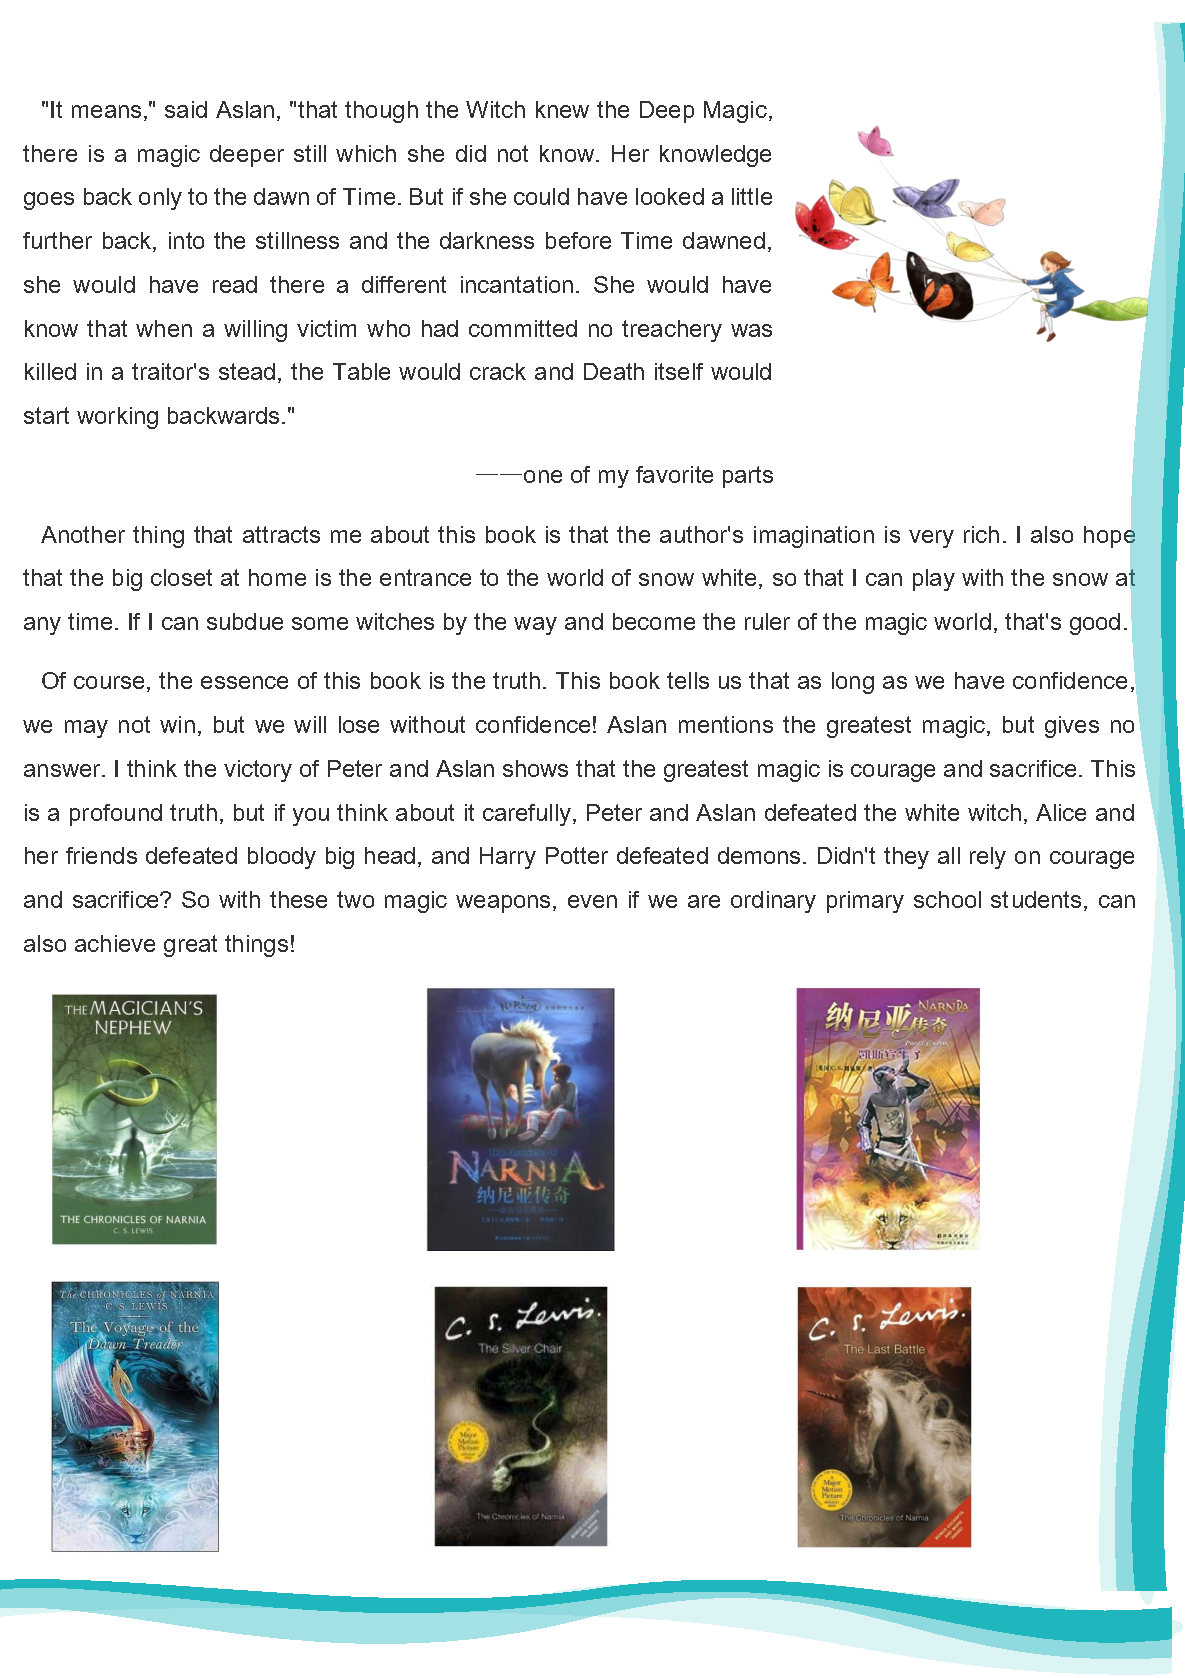 "It means," said Aslan, "that though the Witch knew the Deep Magic,
there is a magic deeper still which she did not know. Her knowledge
goes back only to the dawn of Time. But if she could have looked a little
further back, into the stillness and the darkness before Time dawned,
she would have read there a different incantation. She would have
know that when a willing victim who had committed no treachery was
killed in a traitor's stead, the Table would crack and Death itself would
start working backwards."
——one of my favorite parts
Another thing that attracts me about this book is that the author's imagination is very rich. I also hope
that the big closet at home is the entrance to the world of snow white, so that I can play with the snow at
any time. If I can subdue some witches by the way and become the ruler of the magic world, that's good.
Of course, the essence of this book is the truth. This book tells us that as long as we have confidence,
we may not win, but we will lose without confidence! Aslan mentions the greatest magic, but gives no
answer. I think the victory of Peter and Aslan shows that the greatest magic is courage and sacrifice. This
is a profound truth, but if you think about it carefully, Peter and Aslan defeated the white witch, Alice and
her friends defeated bloody big head, and Harry Potter defeated demons. Didn't they all rely on courage
and sacrifice? So with these two magic weapons, even if we are ordinary primary school students, can
also achieve great things!
THE MAGICIAN'S
NEPHEW
THE CHRONICLES OF NARNIA
C. S. LEWIS
NARNIA
The Chronicles Of
NARNIA
纳尼亚传奇
纳尼亚传奇
NARNIA
PRINCE CASPIAN
The CHRONICLES of NARNIA
C. S. LEWIS
The Voyage of the
Dawn Treader
C. S. Lewis.
The Silver Chair
A
Major
Motion
Picture
The Chronicles of Narnia
C. S. Lewis.
The Last Battle
A
Major
Motion
Picture
The Chronicles of Narnia
BONUS EXCERPTS
AND MORE
INSIDE!